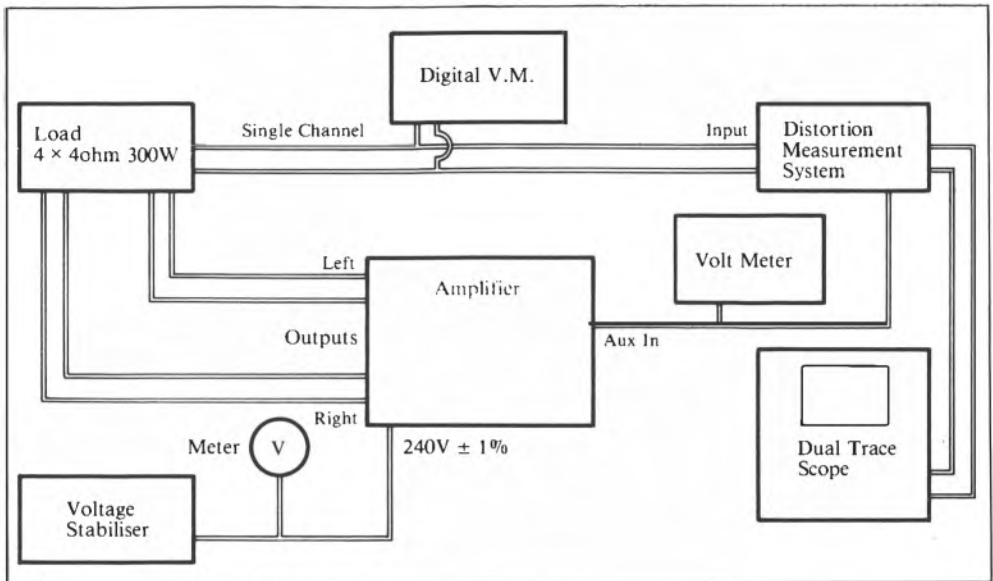 Digital V.M.
Load
4 × 4ohm 300W
Single Channel
Input
Distortion
Measurement
System
Left
Amplifier
Volt Meter
Outputs
Aux In
Right
Meter
V
240V ± 1%
Dual Trace
Scope
Voltage
Stabiliser